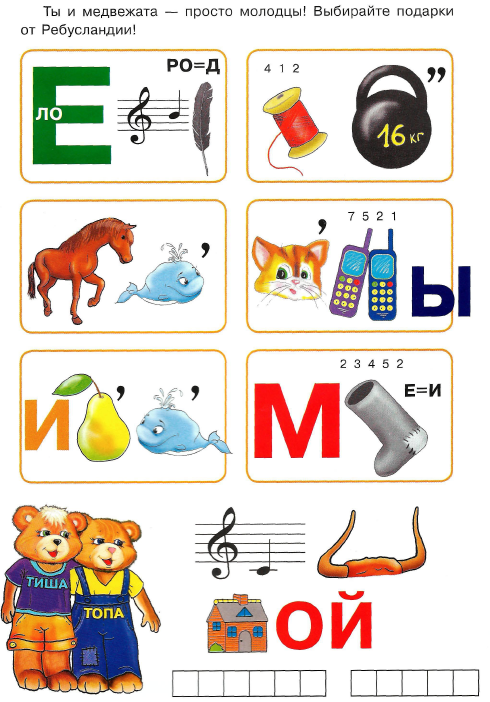 Ты и медвежата — просто молодцы! Выбирайте подарки
от Ребусландии!
Е ло РО=Д
4 1 2 ,,
16 кг
,
, 7 5 2 1
Ы
И , ,
2 3 4 5 2
М Е=И
ТИША
ТОПА
ОЙ